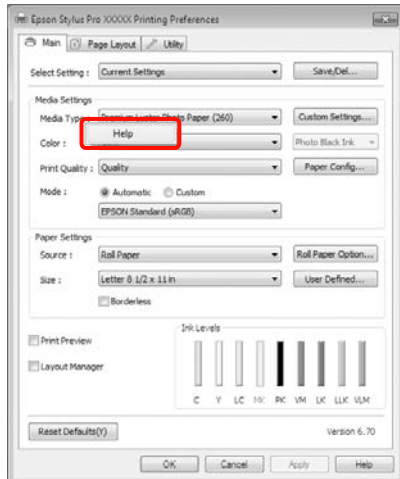 Epson Stylus Pro XXXXX Printing Preferences
Main Page Layout Utility
Select Setting : Current Settings Save/Del...
Media Settings
Media Type Premium Luster Photo Paper (260) Custom Settings...
Help
Color : Photo Black Ink
Print Quality : Quality Paper Config...
Mode : Automatic Custom
EPSON Standard (sRGB)
Paper Settings
Source : Roll Paper Roll Paper Option...
Size : Letter 8 1/2 x 11 in User Defined...
Borderless
Print Preview
Layout Manager
Ink Levels
C Y LC MK PK VM LK LLK VLM
Reset Defaults(Y) Version 6.70
OK Cancel Apply Help